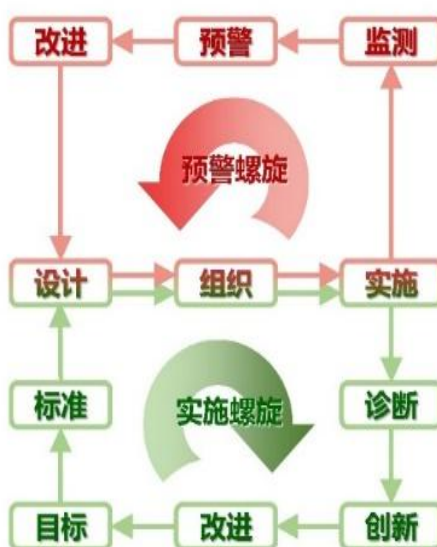 改进 预警 监测
预警螺旋
设计 组织 实施
标准 实施螺旋 诊断
目标 改进 创新